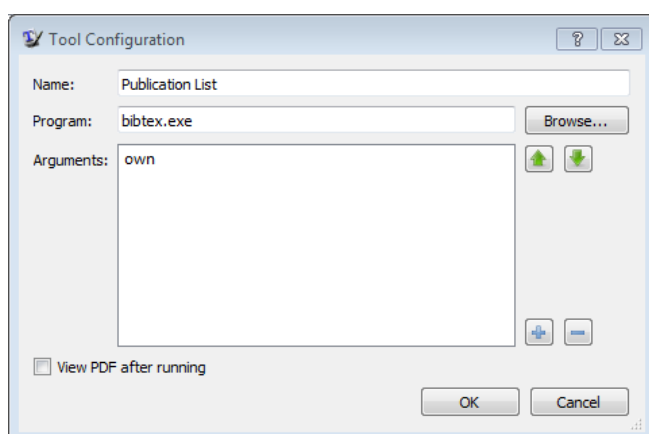 Tool Configuration
Name: Publication List
Program: bibtex.exe Browse...
Arguments: own
View PDF after running
OK Cancel